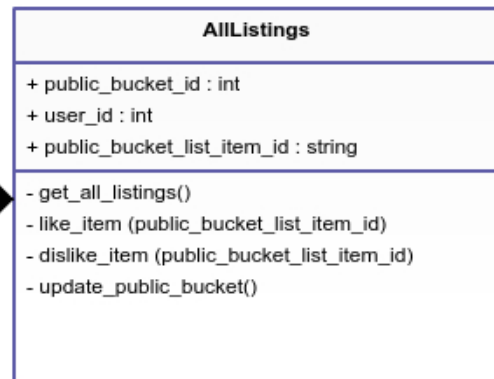 AllListings
+ public_bucket_id : int
+ user_id : int
+ public_bucket_list_item_id : string
- get_all_listings()
- like_item (public_bucket_list_item_id)
- dislike_item (public_bucket_list_item_id)
- update_public_bucket()